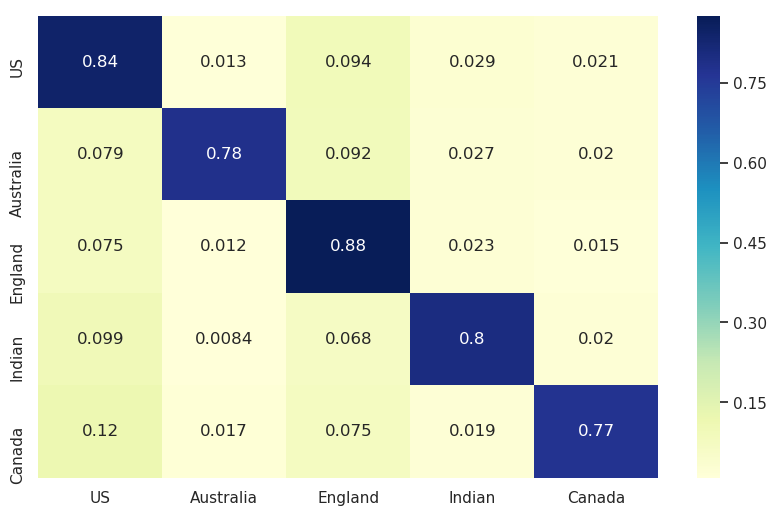 US 0.84 0.013 0.094 0.029 0.021
Australia 0.079 0.78 0.092 0.027 0.02
England 0.075 0.012 0.88 0.023 0.015
Indian 0.099 0.0084 0.068 0.8 0.02
Canada 0.12 0.017 0.075 0.019 0.77
US Australia England Indian Canada
0.75
0.60
0.45
0.30
0.15